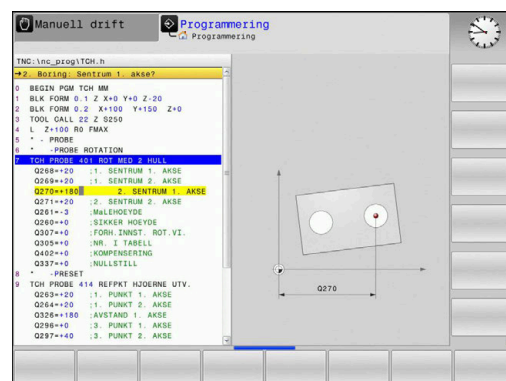 Manuell drift
Programmering
Programmering
TNC:\nc_prog\TCH.h
→2. Boring: Sentrum 1. akse?
0 BEGIN PGM TCH MM
1 BLK FORM 0.1 Z X+0 Y+0 Z-20
2 BLK FORM 0.2 X+100 Y+150 Z+0
3 TOOL CALL 22 Z S250
4 L Z+100 R0 FMAX
5 * - PROBE
6 * -PROBE ROTATION
7 TCH PROBE 401 ROT MED 2 HULL
Q268=+20 ;1. SENTRUM 1. AKSE
Q269=+20 ;1. SENTRUM 2. AKSE
Q270=+180 2. SENTRUM 1. AKSE
Q271=+20 ;2. SENTRUM 2. AKSE
Q261=-3 ;MaLEHOEYDE
Q260=+0 ;SIKKER HOEYDE
Q307=+0 ;FORH.INNST. ROT.VI.
Q305=+0 ;NR. I TABELL
Q402=+0 ;KOMPENSERING
Q337=+0 ;NULLSTILL
8 * -PRESET
9 TCH PROBE 414 REFPKT HJOERNE UTV.
Q263=+20 ;1. PUNKT 1. AKSE
Q264=+20 ;1. PUNKT 2. AKSE
Q326=+180 ;AVSTAND 1. AKSE
Q296=+0 ;3. PUNKT 1. AKSE
Q297=+40 ;3. PUNKT 2. AKSE
Q270